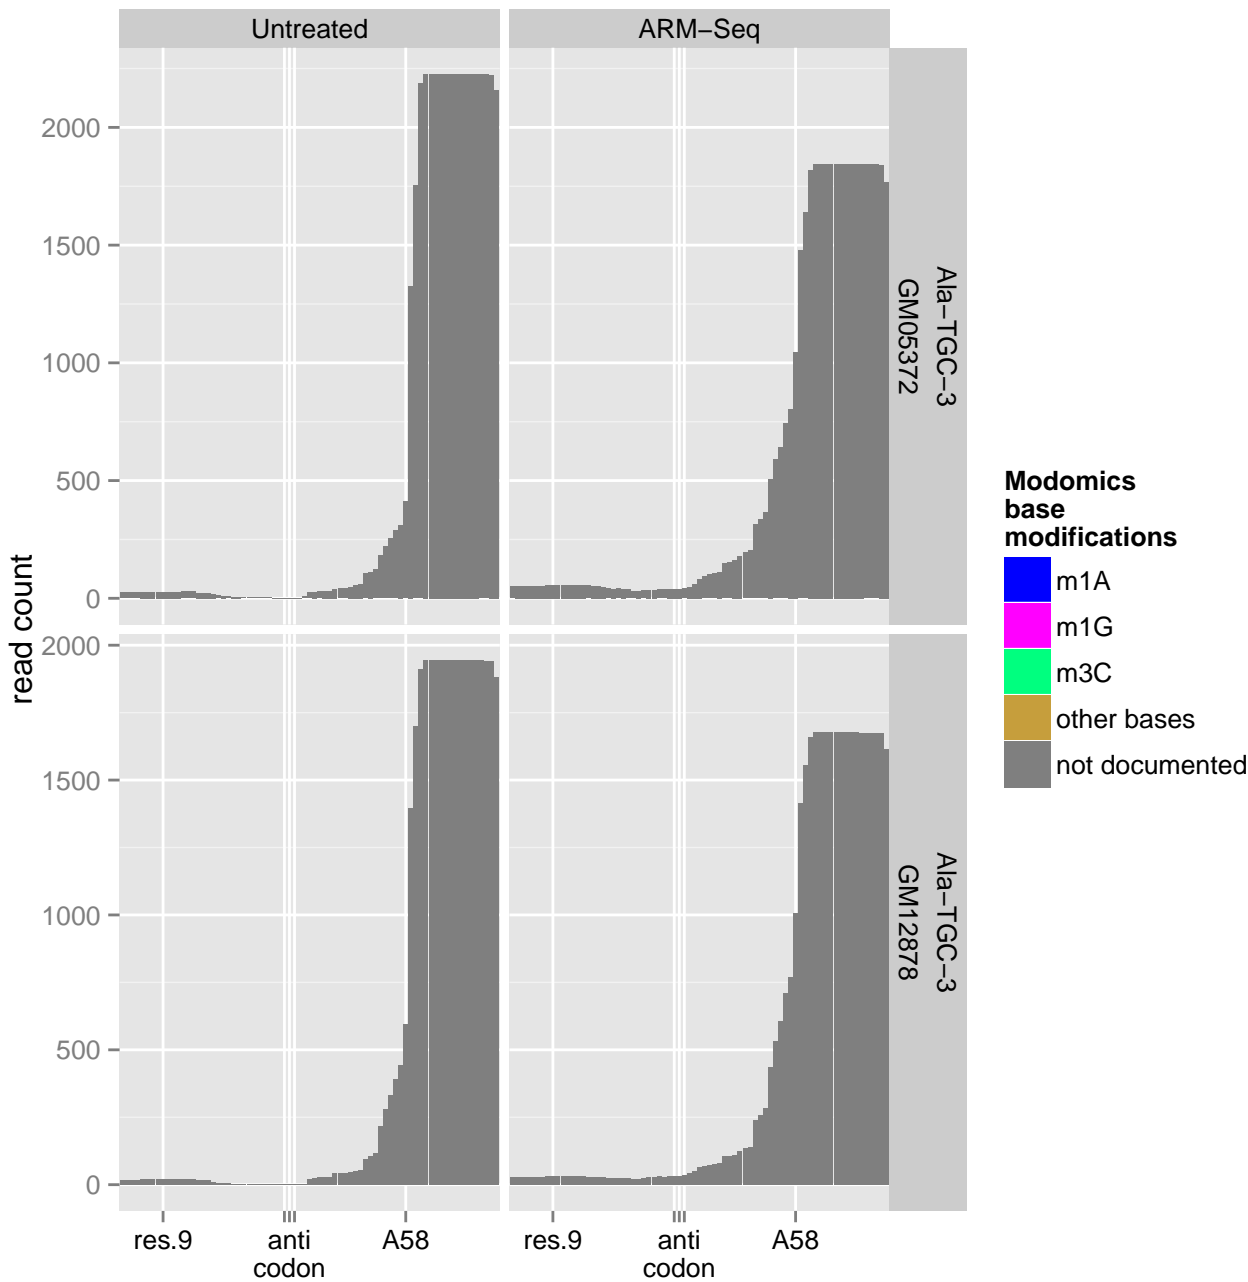 Untreated
ARM−Seq
read count
2000
1500
1000
500
0
Ala−TGC−3
GM05372
2000
1500
1000
500
0
Ala−TGC−3
GM12878
res.9
anti
codon
A58
res.9
anti
codon
A58
Modomics
base
modifications
m1A
m1G
m3C
other bases
not documented